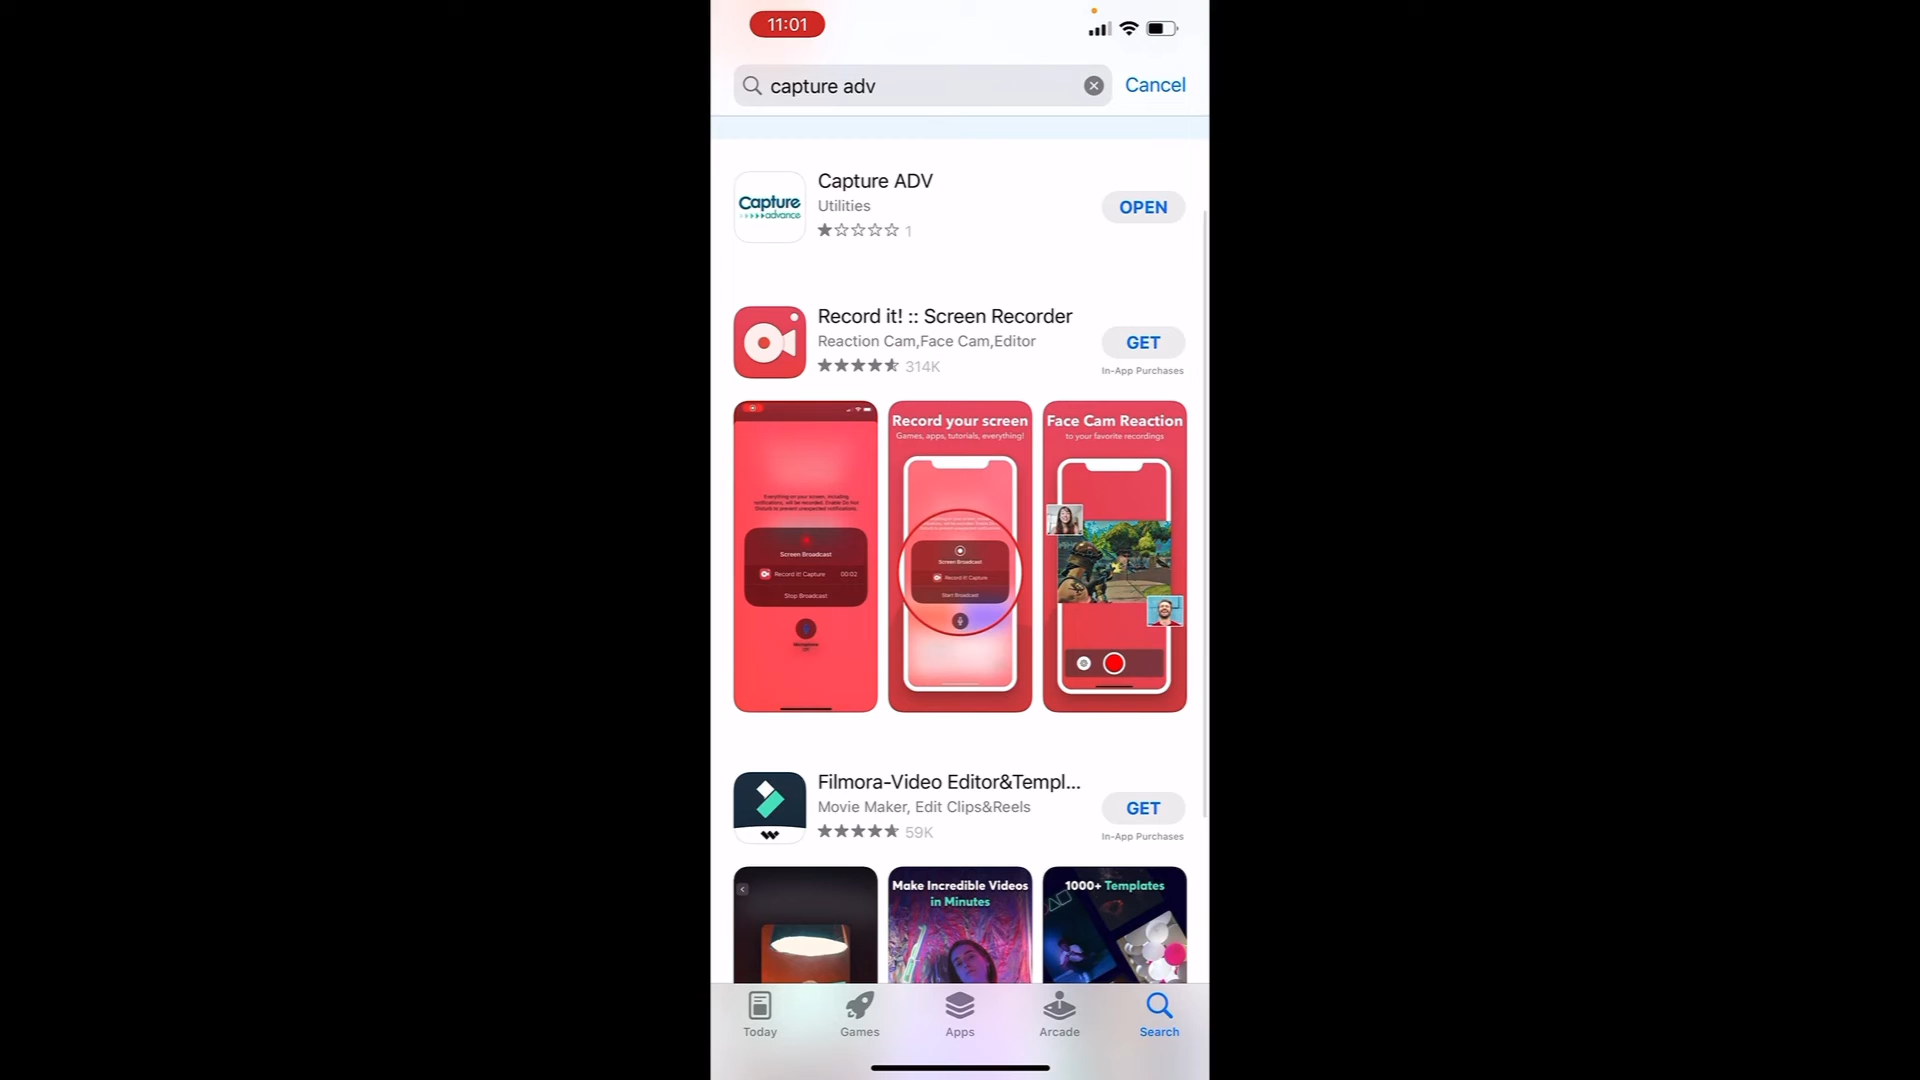 11:01
capture adv
Cancel
Capture ADV
Utilities
1
OPEN
Capture
advance
Record it! :: Screen Recorder
Reaction Cam,Face Cam,Editor
314K
GET
In-App Purchases
Everything on your screen, including
notifications, will be recorded. Enable Do Not
Disturb to prevent unexpected notifications.
Screen Broadcast
Record it! Capture 00:02
Stop Broadcast
Microphone
Off
Record your screen
Games, apps, tutorials, everything!
Screen Broadcast
Record it! Capture
Start Broadcast
Face Cam Reaction
to your favorite recordings
Filmora-Video Editor&Templ...
Movie Maker, Edit Clips&Reels
59K
GET
In-App Purchases
Make Incredible Videos
in Minutes
1000+ Templates
Today
Games
Apps
Arcade
Search